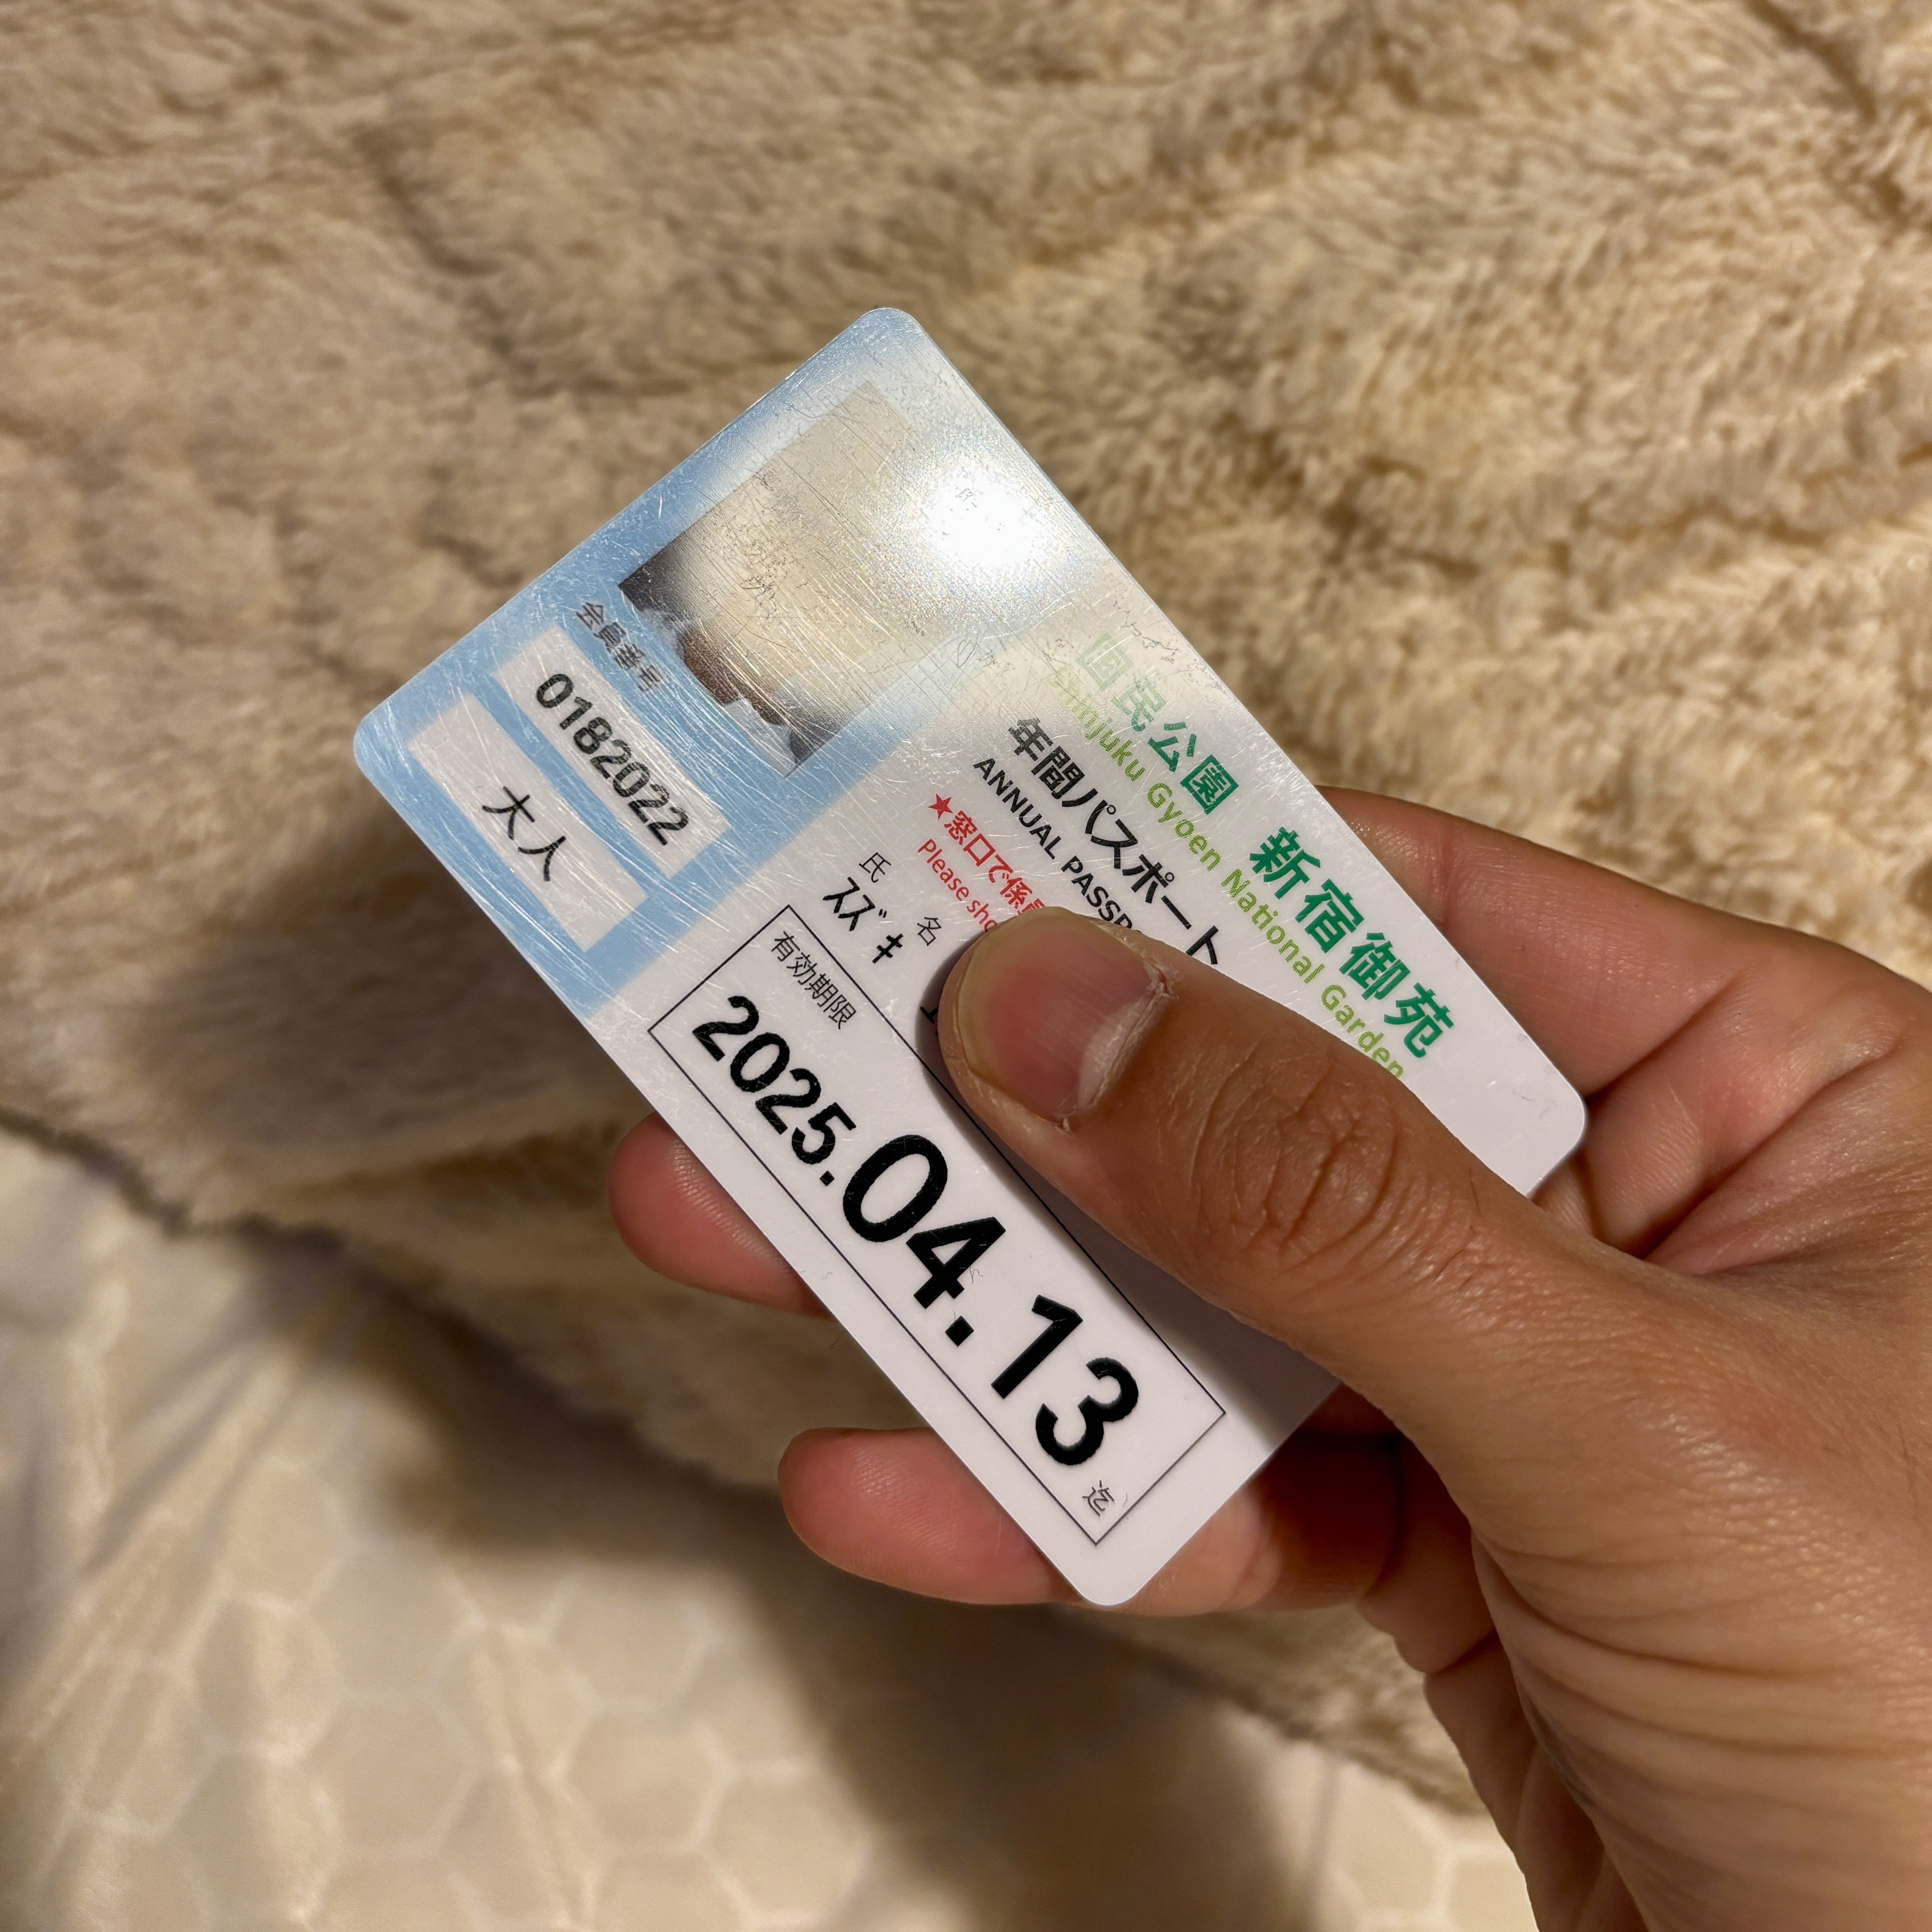 国民公園 新宿御苑
Shinjuku Gyoen National Garden
年間パスポート
ANNUAL
★窓口で係
Please
氏 名
スズキ
会員番号
0182022
大人
有効期限
2025.04.13 迄